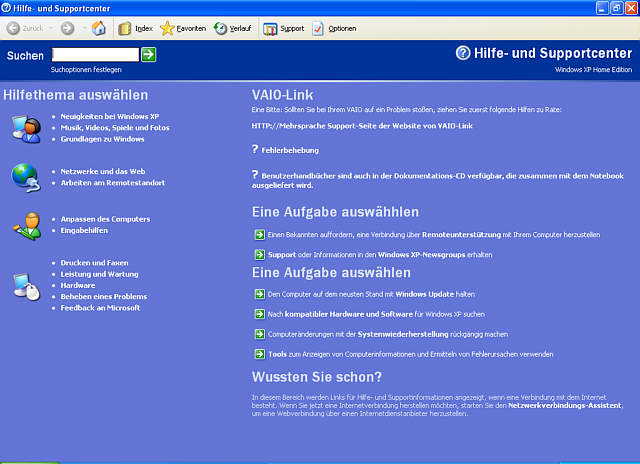 Hilfe- und Supportcenter
Zurück
Index
Favoriten
Verlauf
Support
Optionen
Suchen
Suchoptionen festlegen
Hilfe- und Supportcenter
Windows XP Home Edition
Hilfethema auswählen
Neuigkeiten bei Windows XP
Musik, Videos, Spiele und Fotos
Grundlagen zu Windows
Netzwerke und das Web
Arbeiten am Remotestandort
Anpassen des Computers
Eingabehilfen
Drucken und Faxen
Leistung und Wartung
Hardware
Beheben eines Problems
Feedback an Microsoft
VAIO-Link
Eine Bitte: Sollten Sie bei Ihrem VAIO auf ein Problem stoßen, ziehen Sie zuerst folgende Hilfen zu Rate:
HTTP://Mehrsprache Support-Seite der Website von VAIO-Link
? Fehlerbehebung
? Benutzerhandbücher sind auch in der Dokumentations-CD verfügbar, die zusammen mit dem Notebook
ausgeliefert wird.
Eine Aufgabe auswähhlen
Einen Bekannten auffordern, eine Verbindung über Remoteunterstützung mit Ihrem Computer herzustellen
Support oder Informationen in den Windows XP-Newsgroups erhalten
Eine Aufgabe auswählen
Den Computer auf dem neusten Stand mit Windows Update halten
Nach kompatibler Hardware und Software für Windows XP suchen
Computeränderungen mit der Systemwiederherstellung rückgängig machen
Tools zum Anzeigen von Computerinformationen und Ermitteln von Fehlerursachen verwenden
Wussten Sie schon?
In diesem Bereich werden Links für Hilfe- und Supportinformationen angezeigt, wenn eine Verbindung mit dem Internet
besteht. Wenn Sie jetzt eine Internetverbindung herstellen möchten, starten Sie den Netzwerkverbindungs-Assistent,
um eine Webverbindung über einen Internetdienstanbieter herzustellen.